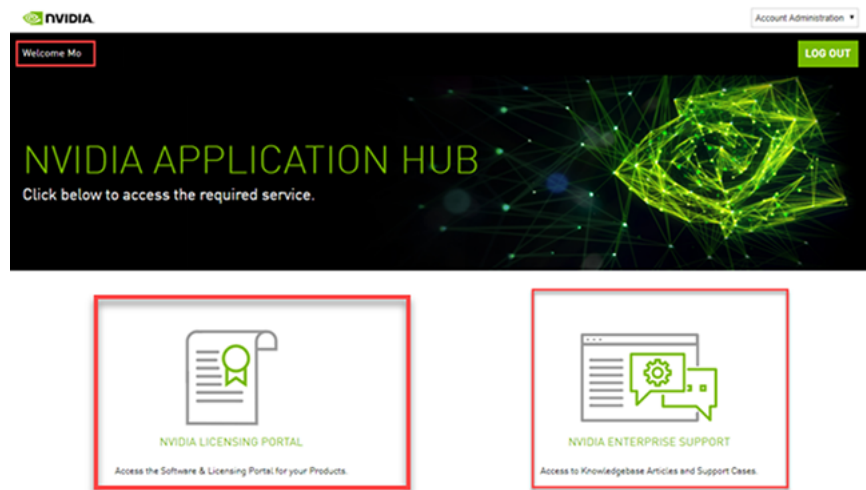 NVIDIA.
Account Administration
Welcome Mo
LOG OUT
NVIDIA APPLICATION HUB
Click below to access the required service.
NVIDIA LICENSING PORTAL
NVIDIA ENTERPRISE SUPPORT
Access the Software & Licensing Portal for your Products.
Access to Knowledgebase Articles and Support Cases.